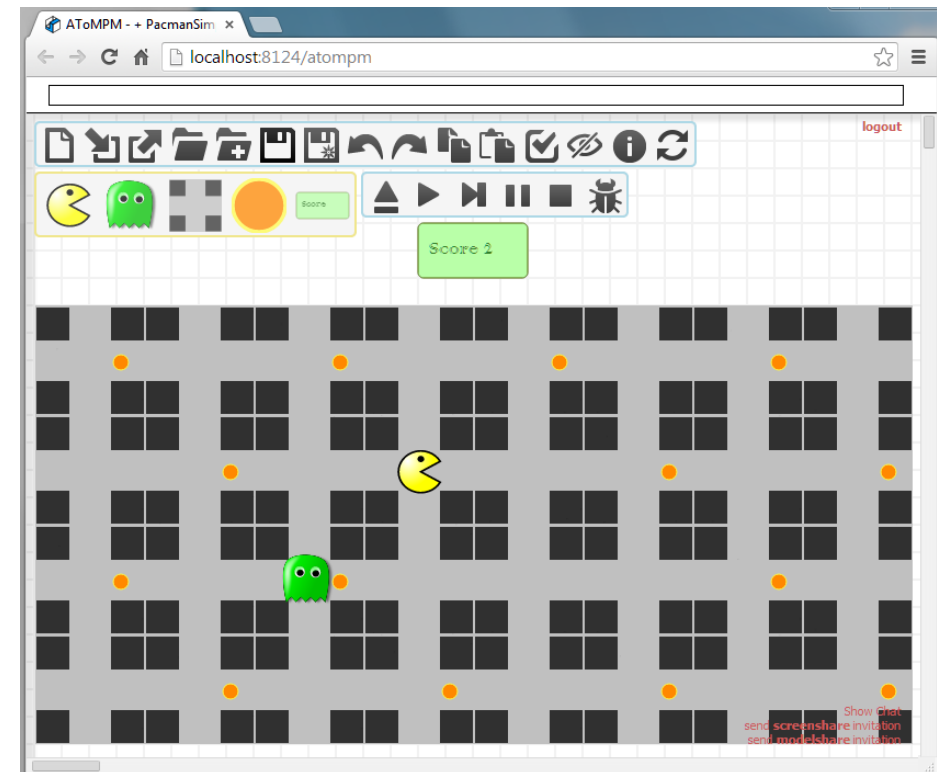 AToMPM - + PacmanSim
localhost:8124/atompm
logout
Score
Score 2
Show Chat
send screenshare invitation
send modelshare invitation